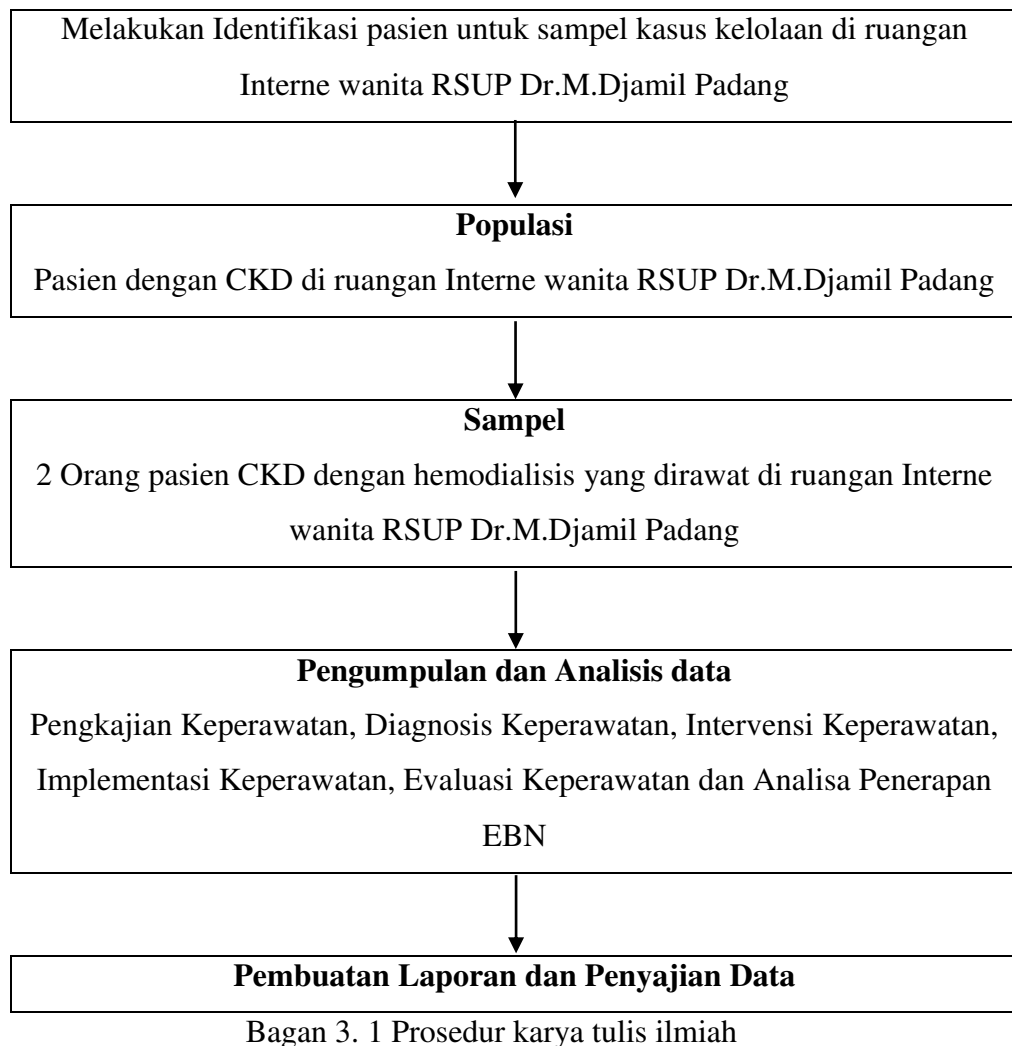 Melakukan Identifikasi pasien untuk sampel kasus kelolaan di ruangan
Interne wanita RSUP Dr.M.Djamil Padang
Populasi
Pasien dengan CKD di ruangan Interne wanita RSUP Dr.M.Djamil Padang
Sampel
2 Orang pasien CKD dengan hemodialisis yang dirawat di ruangan Interne
wanita RSUP Dr.M.Djamil Padang
Pengumpulan dan Analisis data
Pengkajian Keperawatan, Diagnosis Keperawatan, Intervensi Keperawatan,
Implementasi Keperawatan, Evaluasi Keperawatan dan Analisa Penerapan
EBN
Pembuatan Laporan dan Penyajian Data
Bagan 3. 1 Prosedur karya tulis ilmiah